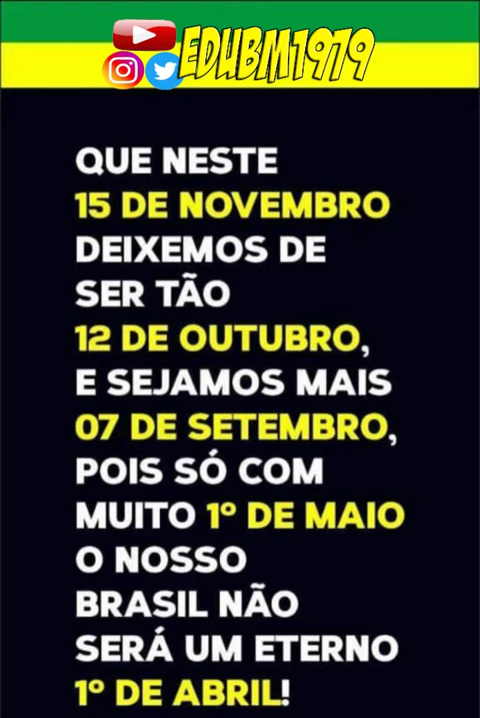 EDUBM1979
QUE NESTE
15 DE NOVEMBRO
DEIXEMOS DE
SER TÃO
12 DE OUTUBRO,
E SEJAMOS MAIS
07 DE SETEMBRO,
POIS SÓ COM
MUITO 1º DE MAIO
O NOSSO
BRASIL NÃO
SERÁ UM ETERNO
1º DE ABRIL!